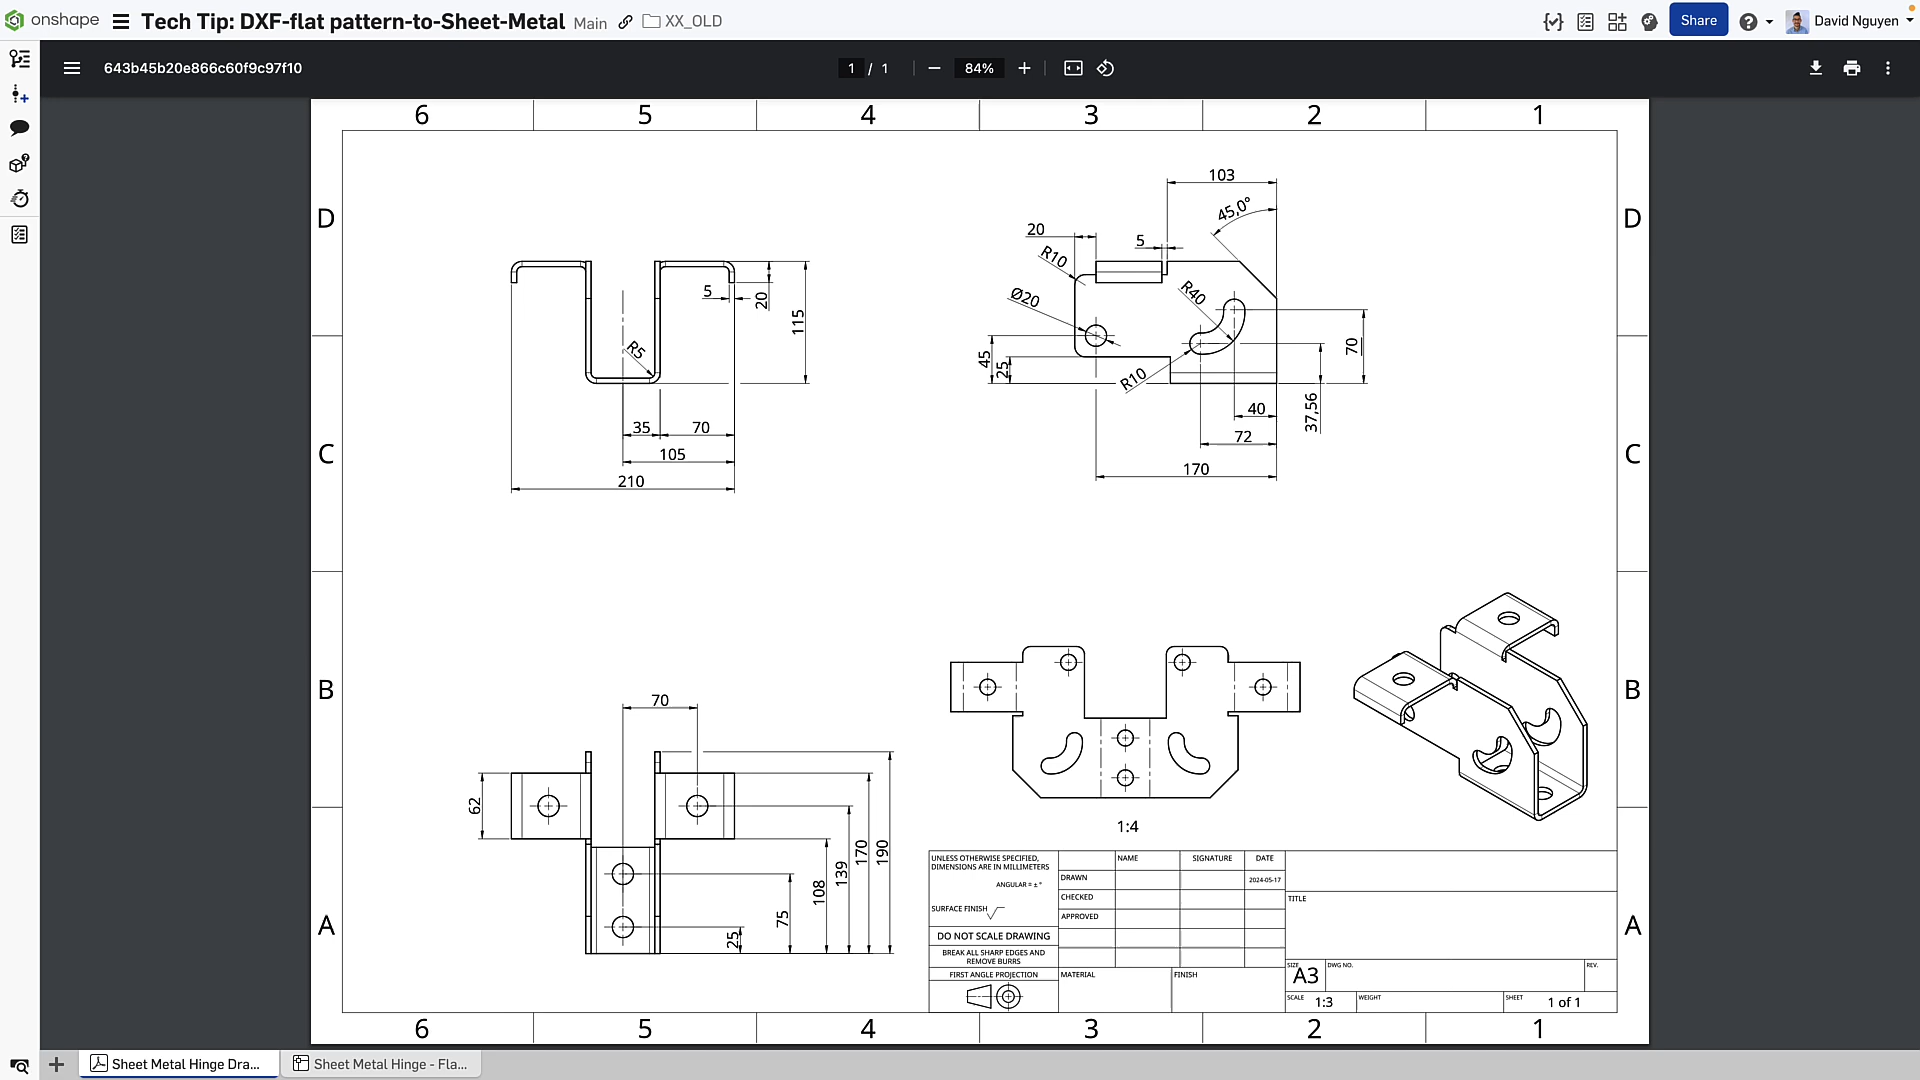 onshape Tech Tip: DXF-flat pattern-to-Sheet-Metal Main XX_OLD Share David Nguyen
643b45b20e866c60f9c97f10 1 / 1 84%
6 5 4 3 2 1
D D
103
45,0°
20
5
R10
Ø20
R40
R10
45
25
70
37,56
40
72
170
5
20
115
R5
35 70
105
210
C C
B B
70
62
190
170
139
108
75
25
1:4
A A
UNLESS OTHERWISE SPECIFIED,
DIMENSIONS ARE IN MILLIMETERS
ANGULAR = ± °
SURFACE FINISH
DO NOT SCALE DRAWING
BREAK ALL SHARP EDGES AND
REMOVE BURRS
FIRST ANGLE PROJECTION
NAME SIGNATURE DATE
DRAWN 2024-05-17
CHECKED
APPROVED
MATERIAL FINISH
TITLE
SIZE A3 DWG NO. REV.
SCALE 1:3 WEIGHT SHEET 1 of 1
6 5 4 3 2 1
Sheet Metal Hinge Dra... Sheet Metal Hinge - Fla...